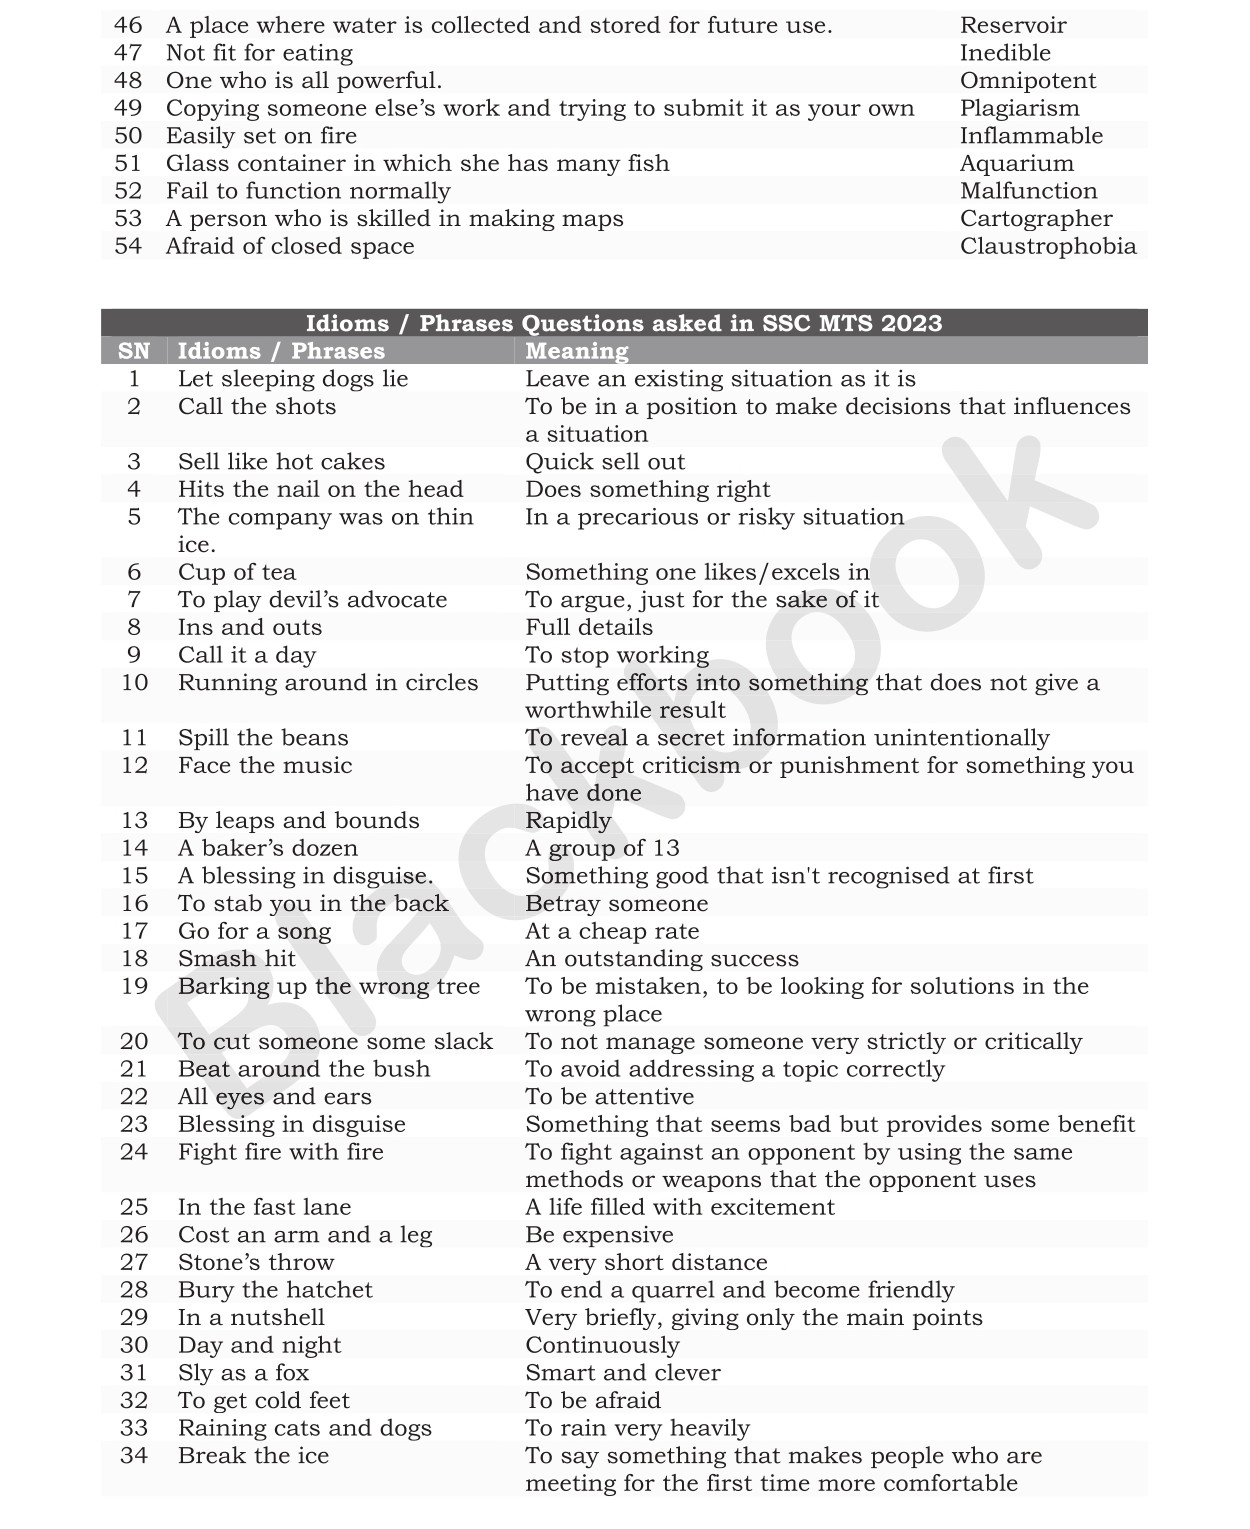 46 A place where water is collected and stored for future use. Reservoir
47 Not fit for eating Inedible
48 One who is all powerful. Omnipotent
49 Copying someone else’s work and trying to submit it as your own Plagiarism
50 Easily set on fire Inflammable
51 Glass container in which she has many fish Aquarium
52 Fail to function normally Malfunction
53 A person who is skilled in making maps Cartographer
54 Afraid of closed space Claustrophobia
Idioms / Phrases Questions asked in SSC MTS 2023
SN Idioms / Phrases Meaning
1 Let sleeping dogs lie Leave an existing situation as it is
2 Call the shots To be in a position to make decisions that influences
a situation
3 Sell like hot cakes Quick sell out
4 Hits the nail on the head Does something right
5 The company was on thin In a precarious or risky situation
ice.
6 Cup of tea Something one likes/excels in
7 To play devil’s advocate To argue, just for the sake of it
8 Ins and outs Full details
9 Call it a day To stop working
10 Running around in circles Putting efforts into something that does not give a
worthwhile result
11 Spill the beans To reveal a secret information unintentionally
12 Face the music To accept criticism or punishment for something you
have done
13 By leaps and bounds Rapidly
14 A baker’s dozen A group of 13
15 A blessing in disguise. Something good that isn't recognised at first
16 To stab you in the back Betray someone
17 Go for a song At a cheap rate
18 Smash hit An outstanding success
19 Barking up the wrong tree To be mistaken, to be looking for solutions in the
wrong place
20 To cut someone some slack To not manage someone very strictly or critically
21 Beat around the bush To avoid addressing a topic correctly
22 All eyes and ears To be attentive
23 Blessing in disguise Something that seems bad but provides some benefit
24 Fight fire with fire To fight against an opponent by using the same
methods or weapons that the opponent uses
25 In the fast lane A life filled with excitement
26 Cost an arm and a leg Be expensive
27 Stone’s throw A very short distance
28 Bury the hatchet To end a quarrel and become friendly
29 In a nutshell Very briefly, giving only the main points
30 Day and night Continuously
31 Sly as a fox Smart and clever
32 To get cold feet To be afraid
33 Raining cats and dogs To rain very heavily
34 Break the ice To say something that makes people who are
meeting for the first time more comfortable
Blackbook